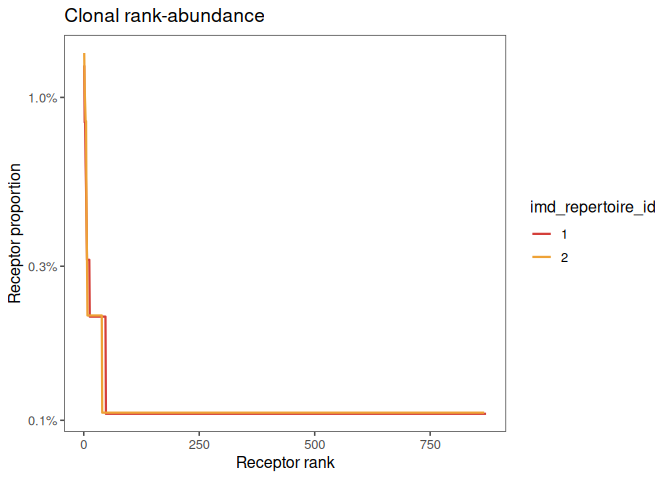 Clonal rank-abundance
Receptor proportion
1.0%
0.3%
0.1%
0
250
500
750
Receptor rank
imd_repertoire_id
1
2